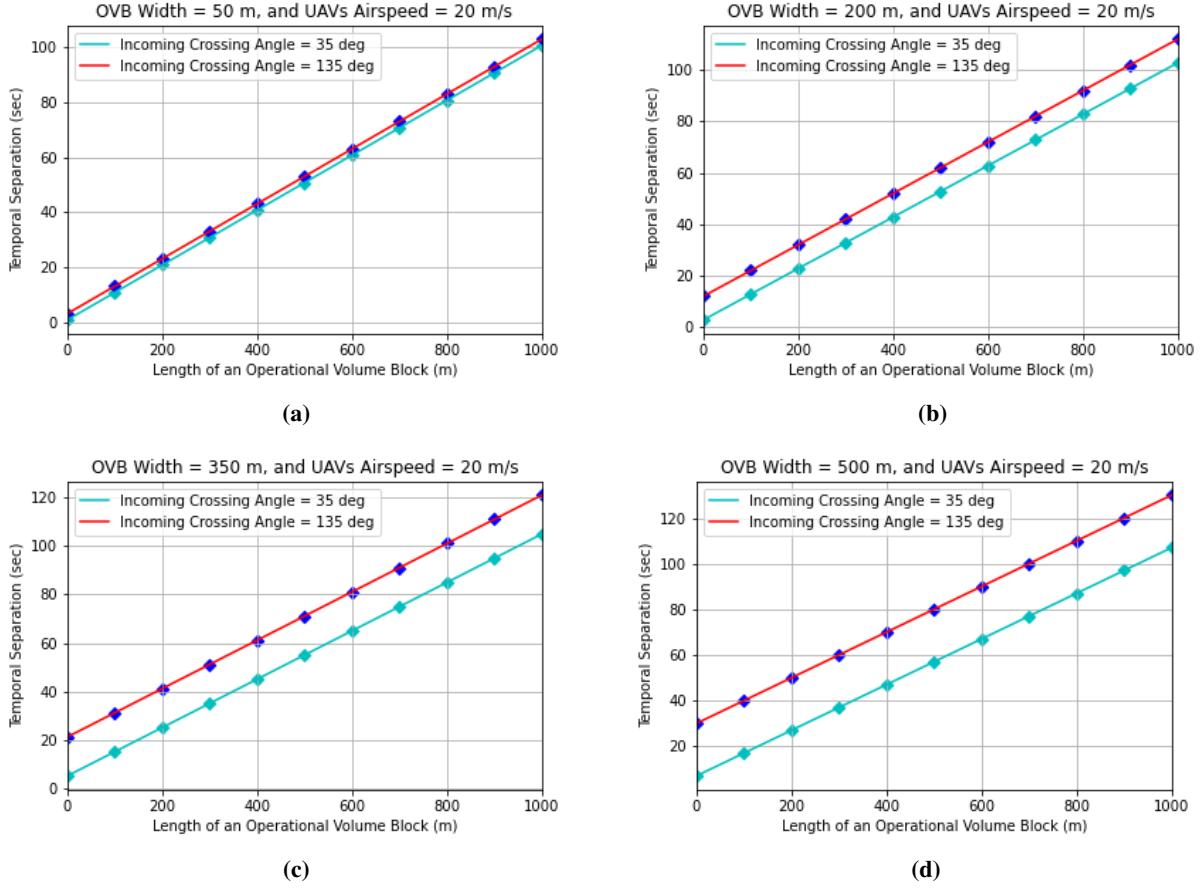 OVB Width = 50 m, and UAVs Airspeed = 20 m/s
Incoming Crossing Angle = 35 deg
Incoming Crossing Angle = 135 deg
Temporal Separation (sec)
100
80
60
40
20
0
0 200 400 600 800 1000
Length of an Operational Volume Block (m)
(a)
OVB Width = 200 m, and UAVs Airspeed = 20 m/s
Incoming Crossing Angle = 35 deg
Incoming Crossing Angle = 135 deg
Temporal Separation (sec)
100
80
60
40
20
0
0 200 400 600 800 1000
Length of an Operational Volume Block (m)
(b)
OVB Width = 350 m, and UAVs Airspeed = 20 m/s
Incoming Crossing Angle = 35 deg
Incoming Crossing Angle = 135 deg
Temporal Separation (sec)
120
100
80
60
40
20
0
0 200 400 600 800 1000
Length of an Operational Volume Block (m)
(c)
OVB Width = 500 m, and UAVs Airspeed = 20 m/s
Incoming Crossing Angle = 35 deg
Incoming Crossing Angle = 135 deg
Temporal Separation (sec)
120
100
80
60
40
20
0 200 400 600 800 1000
Length of an Operational Volume Block (m)
(d)